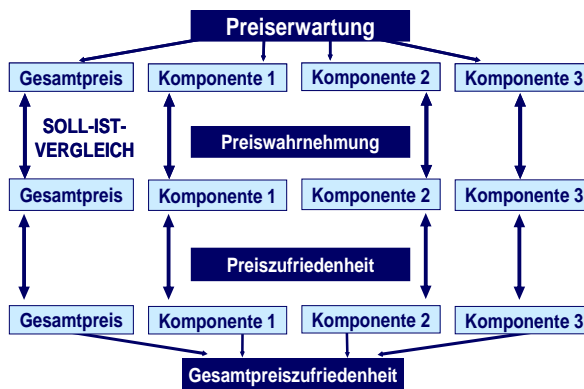 Preiserwartung
Gesamtpreis Komponente 1 Komponente 2 Komponente 3
SOLL-IST-
VERGLEICH
Preiswahrnehmung
Gesamtpreis Komponente 1 Komponente 2 Komponente 3
Preiszufriedenheit
Gesamtpreis Komponente 1 Komponente 2 Komponente 3
Gesamtpreiszufriedenheit